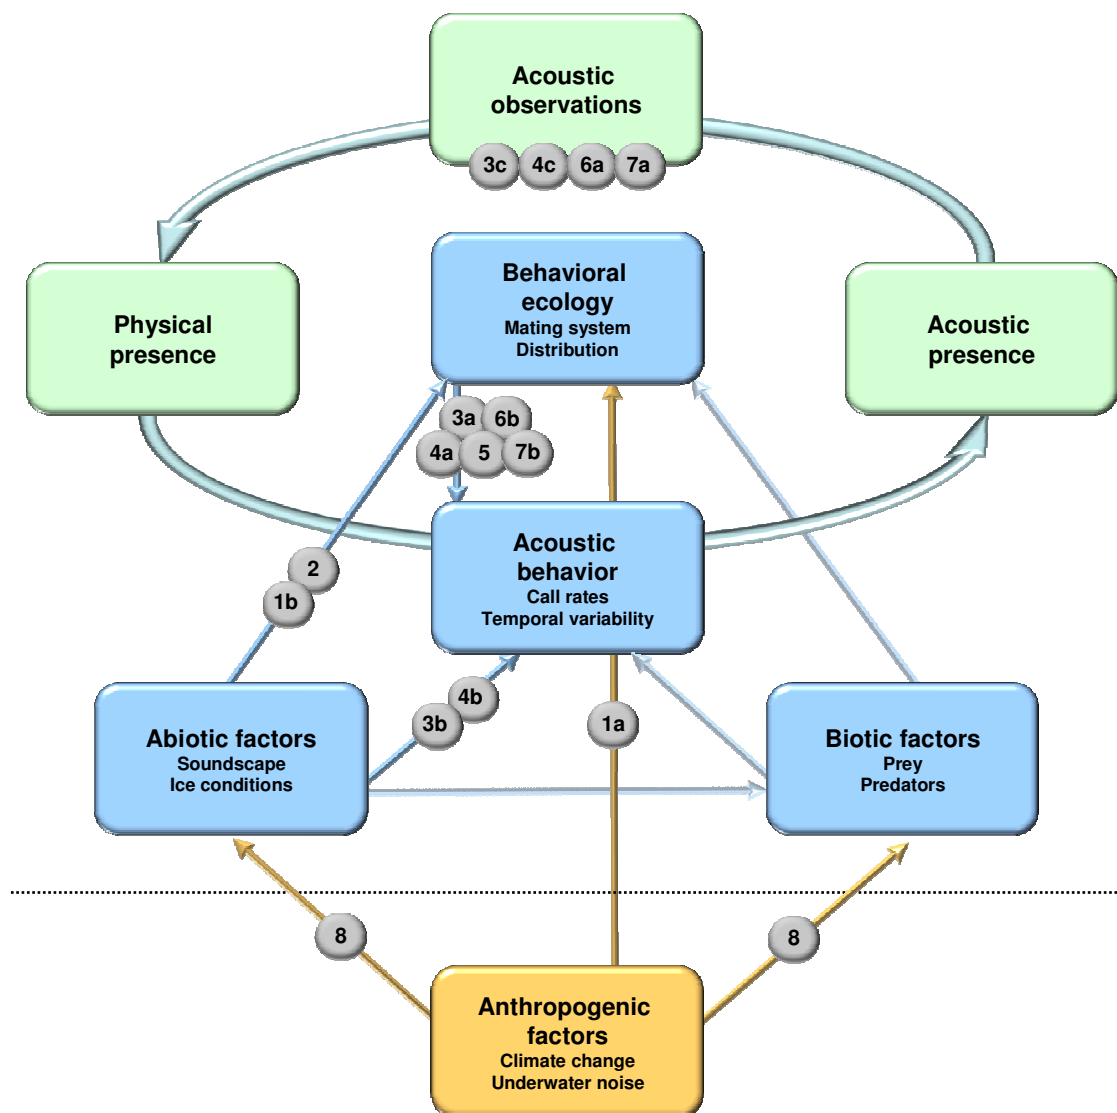 Acoustic
observations
3c 4c 6a 7a
Behavioral
ecology
Mating system
Distribution
Physical
presence
Acoustic
presence
3a 6b
4a 5 7b
Acoustic
behavior
Call rates
Temporal variability
2
1b
4b
3b
1a
Abiotic factors
Soundscape
Ice conditions
Biotic factors
Prey
Predators
8
8
Anthropogenic
factors
Climate change
Underwater noise